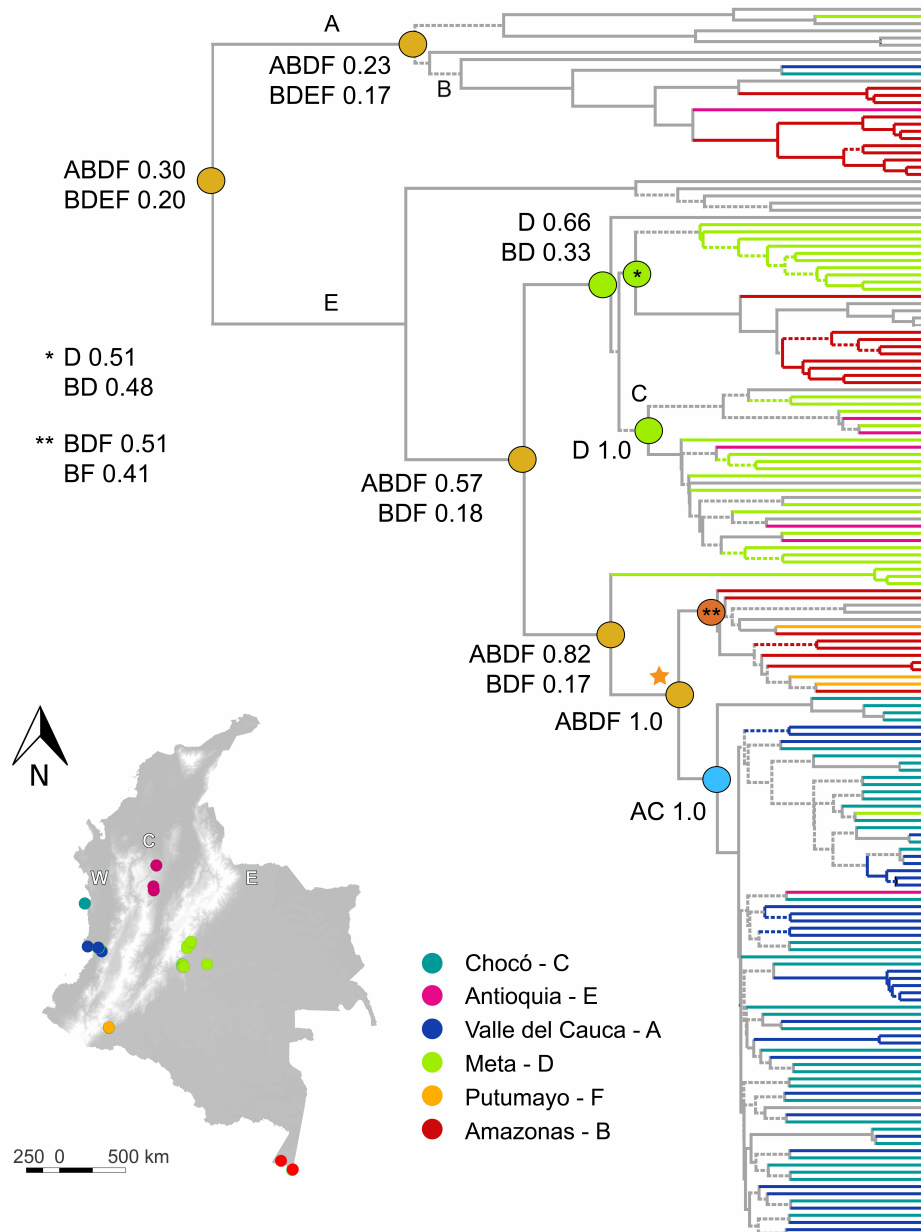 A
ABDF 0.23
BDEF 0.17
B
ABDF 0.30
BDEF 0.20
D 0.66
BD 0.33
*
E
* D 0.51
BD 0.48
C
D 1.0
** BDF 0.51
BF 0.41
ABDF 0.57
BDF 0.18
**
ABDF 0.82
BDF 0.17
ABDF 1.0
AC 1.0
N
C
W
E
Chocó - C
Antioquia - E
Valle del Cauca - A
Meta - D
Putumayo - F
Amazonas - B
250 0 500 km